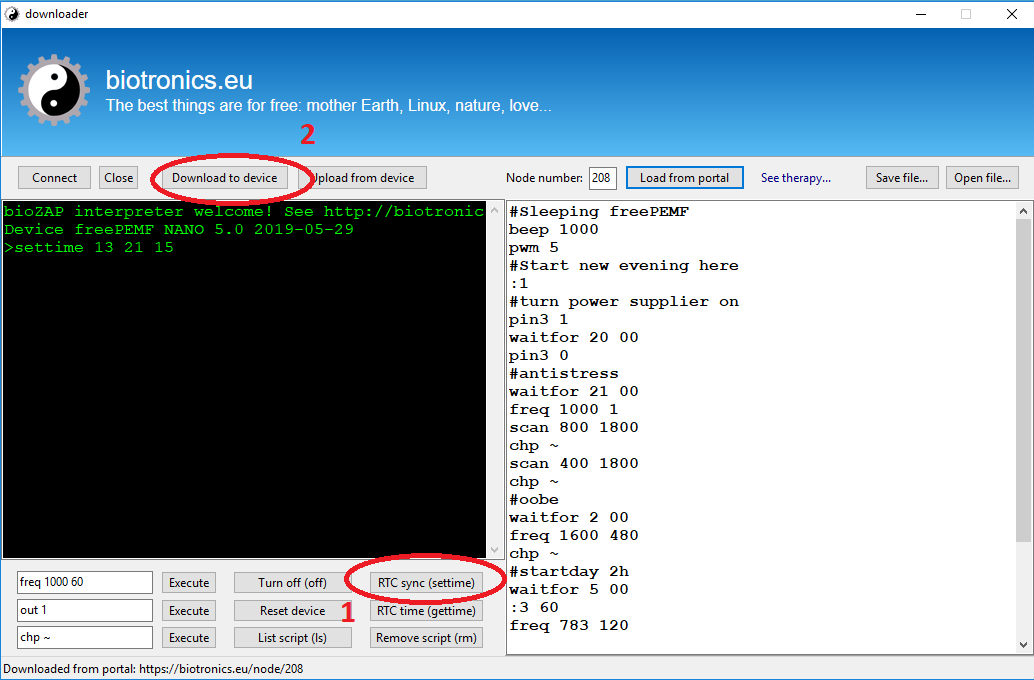 downloader
biotronics.eu
The best things are for free: mother Earth, Linux, nature, love...
2
Connect
Close
Download to device
Upload from device
Node number:
208
Load from portal
See therapy...
Save file...
Open file...
bioZAP interpreter welcome! See http://biotronic
Device freePEMF NANO 5.0 2019-05-29
>settime 13 21 15
#Sleeping freePEMF
beep 1000
pwm 5
#Start new evening here
:1
#turn power supplier on
pin3 1
waitfor 20 00
pin3 0
#antistress
waitfor 21 00
freq 1000 1
scan 800 1800
chp ~
scan 400 1800
chp ~
#oobe
waitfor 2 00
freq 1600 480
chp ~
#startday 2h
waitfor 5 00
:3 60
freq 783 120
freq 1000 60
Execute
Turn off (off)
RTC sync (settime)
out 1
Execute
Reset device
1
RTC time (gettime)
chp ~
Execute
List script (ls)
Remove script (rm)
Downloaded from portal: https://biotronics.eu/node/208